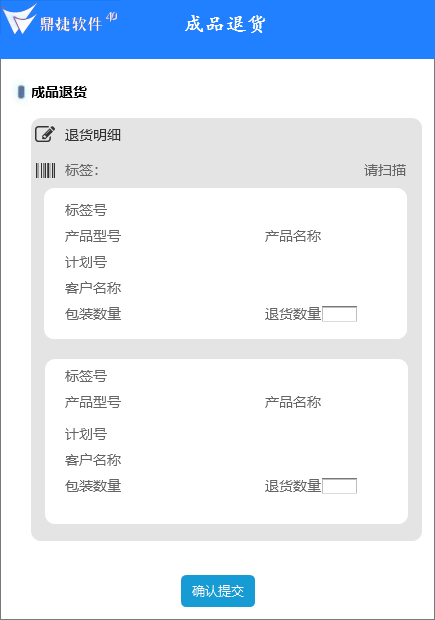 鼎捷软件 40
成品退货
成品退货
退货明细
标签: 请扫描
标签号
产品型号 产品名称
计划号
客户名称
包装数量 退货数量
标签号
产品型号 产品名称
计划号
客户名称
包装数量 退货数量
确认提交